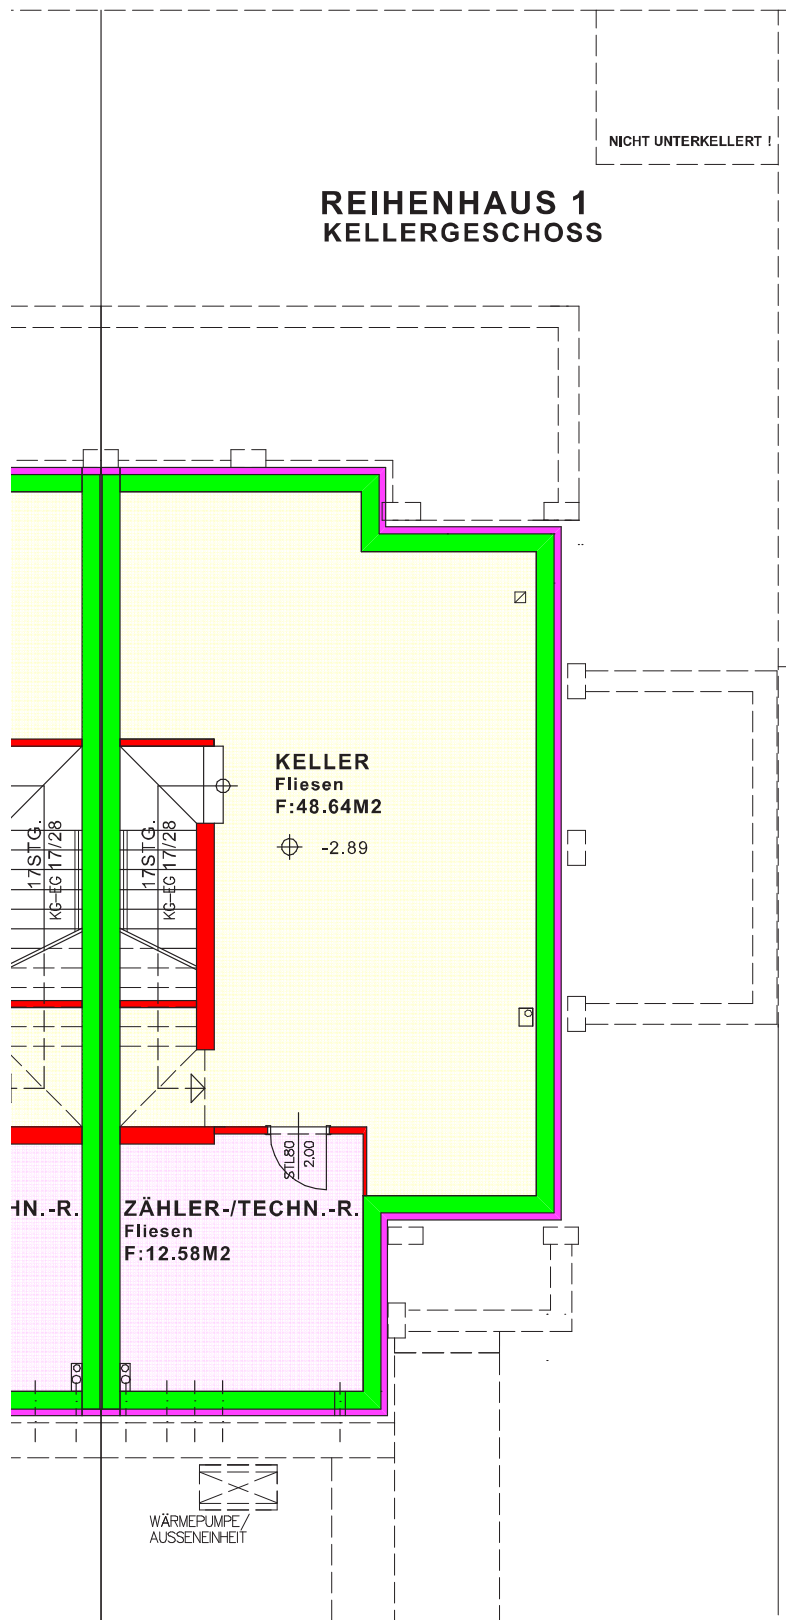 NICHT UNTERKELLERT !
REIHENHAUS 1
KELLERGESCHOSS
KELLER
Fliesen
F:48.64M2
-2.89
17STG.
KG-EG 17/28
17STG.
KG-EG 17/28
STL80
2.00
HN.-R.
ZÄHLER-/TECHN.-R.
Fliesen
F:12.58M2
WÄRMEPUMPE/
AUSSENEINHEIT